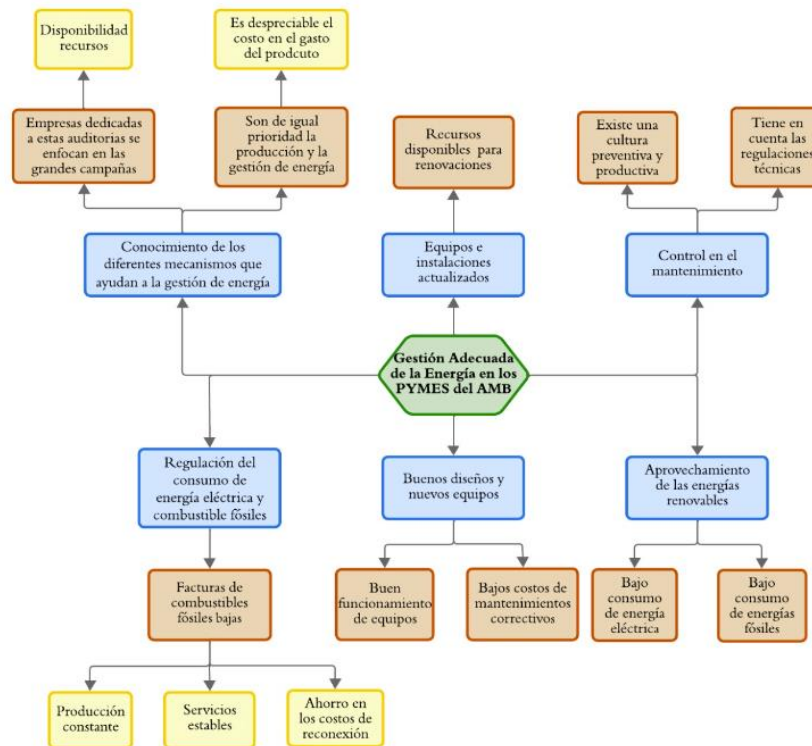 Disponibilidad
recursos
Es despreciable el
costo en el gasto
del prodcuto
Empresas dedicadas
a estas auditorias se
enfocan en las
grandes campañas
Son de igual
prioridad la
producción y la
gestión de energía
Recursos
disponibles para
renovaciones
Existe una
cultura
preventiva y
productiva
Tiene en
cuenta las
regulaciones
técnicas
Conocimiento de los
diferentes mecanismos que
ayudan a la gestión de energía
Equipos e
instalaciones
actualizados
Control en el
mantenimiento
Gestión Adecuada
de la Energía en los
PYMES del AMB
Regulación del
consumo de
energía eléctrica y
combustible fósiles
Buenos diseños y
nuevos equipos
Aprovechamiento
de las energías
renovables
Facturas de
combustibles
fósiles bajas
Buen
funcionamiento
de equipos
Bajos costos de
mantenimientos
correctivos
Bajo
consumo
de energía
eléctrica
Bajo
consumo
de energías
fósiles
Producción
constante
Servicios
estables
Ahorro en
los costos de
reconexión